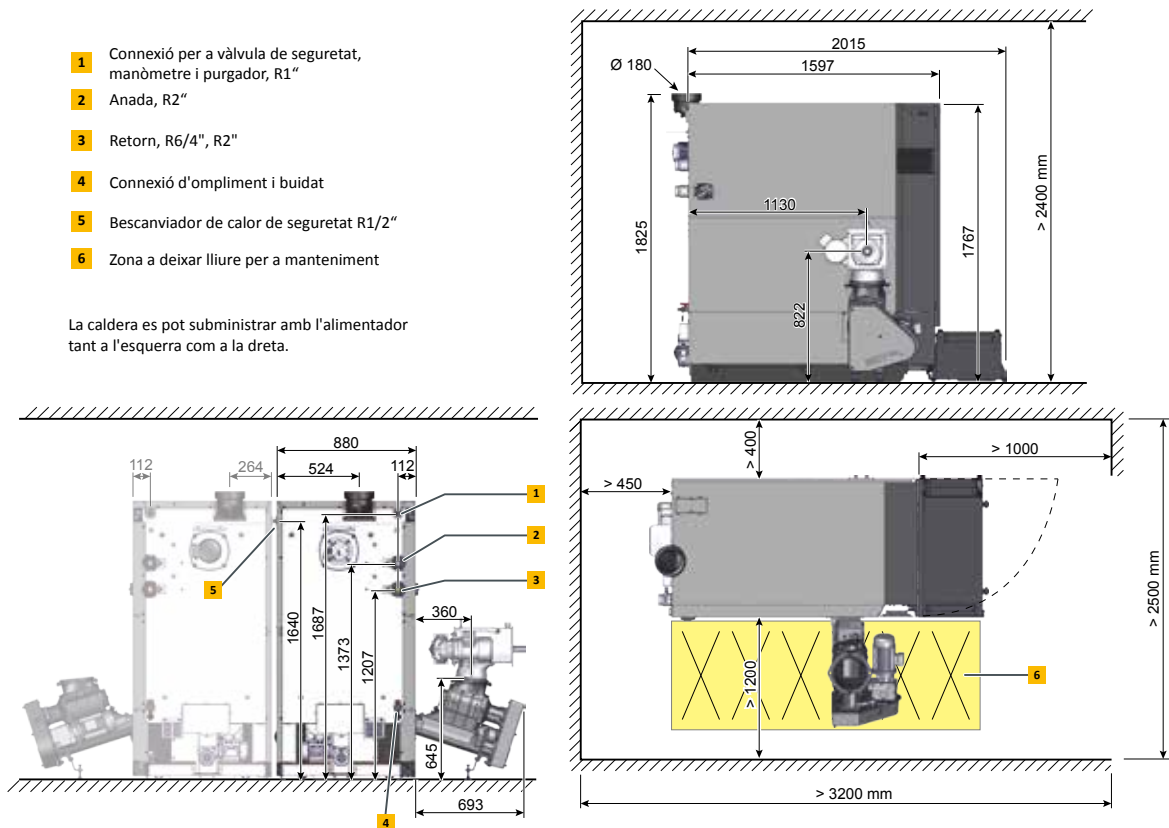 1 Connexió per a vàlvula de seguretat,
manòmetre i purgador, R1“
2 Anada, R2“
3 Retorn, R6/4", R2"
4 Connexió d'ompliment i buidat
5 Bescanviador de calor de seguretat R1/2“
6 Zona a deixar lliure per a manteniment
La caldera es pot subministrar amb l'alimentador
tant a l'esquerra com a la dreta.
2015
1597
Ø 180
1130
1825
822
1767
> 2400 mm
880
112
264
524
112
1
2
3
5
1640
1687
1373
1207
360
645
693
4
> 400
> 1000
> 450
> 1200
6
> 2500 mm
> 3200 mm